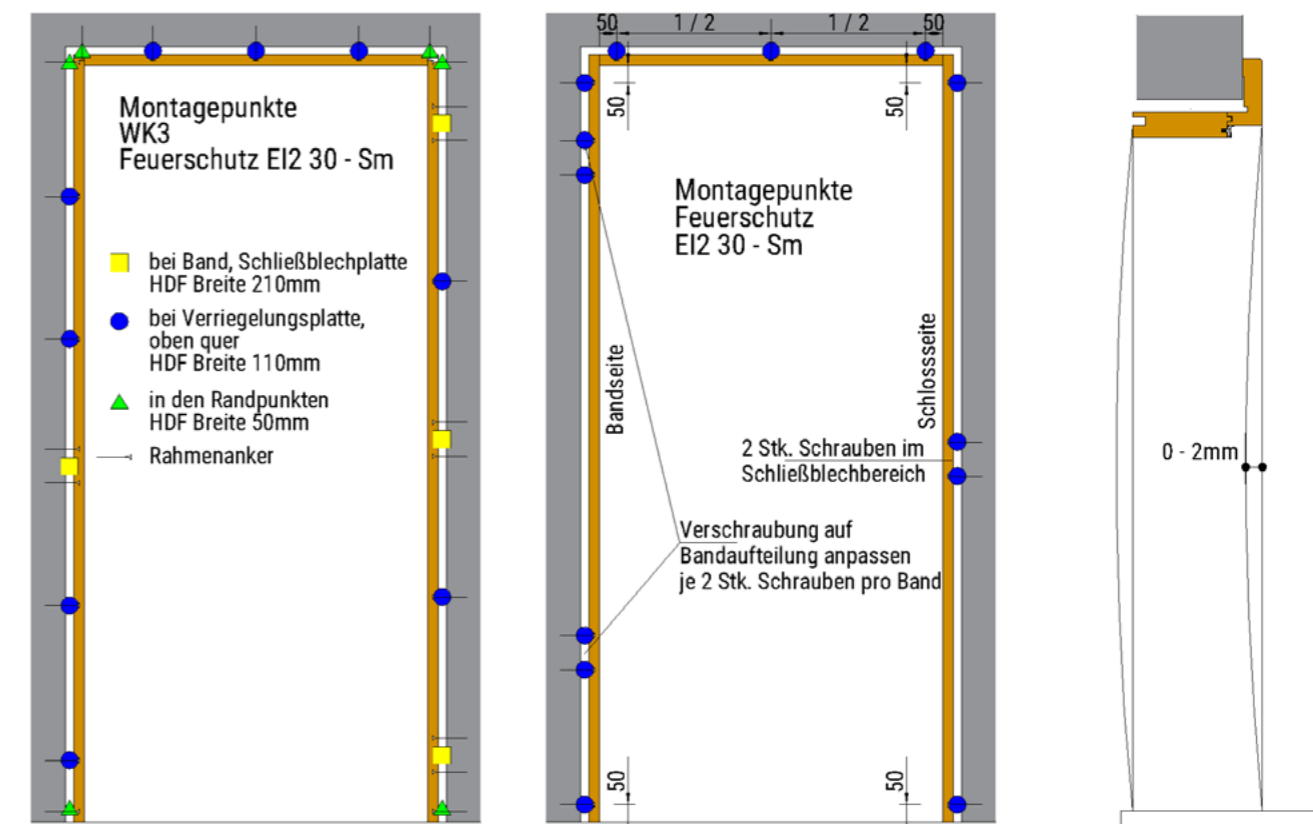 Montagepunkte
WK3
Feuerschutz EI2 30 - Sm
bei Band, Schließblechplatte
HDF Breite 210mm
bei Verriegelungsplatte,
oben quer
HDF Breite 110mm
in den Randpunkten
HDF Breite 50mm
Rahmenanker
50
1 / 2
1 / 2
50
50
50
Montagepunkte
Feuerschutz
EI2 30 - Sm
Bandseite
Schlossseite
2 Stk. Schrauben im
Schließblechbereich
Verschraubung auf
Bandaufteilung anpassen
je 2 Stk. Schrauben pro Band
50
50
0 - 2mm